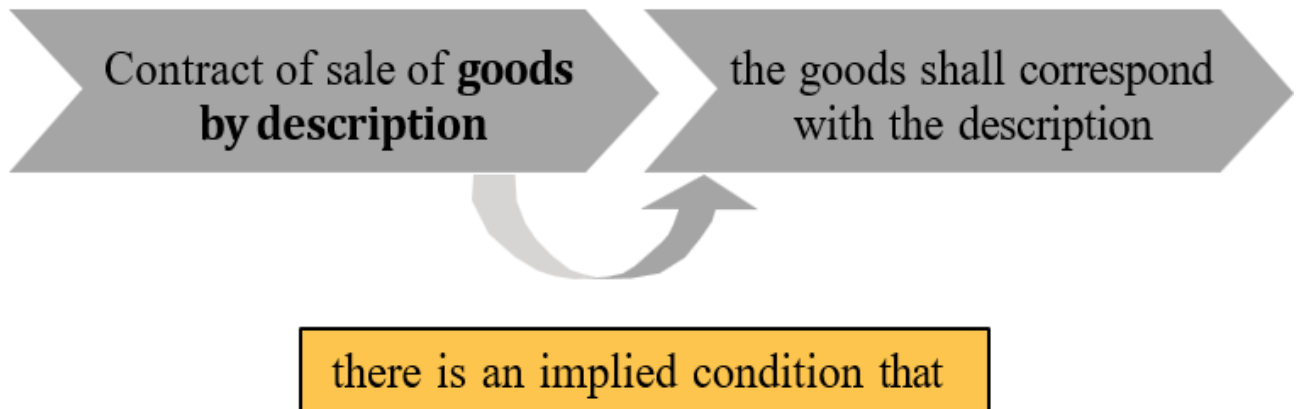 Contract of sale of goods
by description
the goods shall correspond
with the description
there is an implied condition that